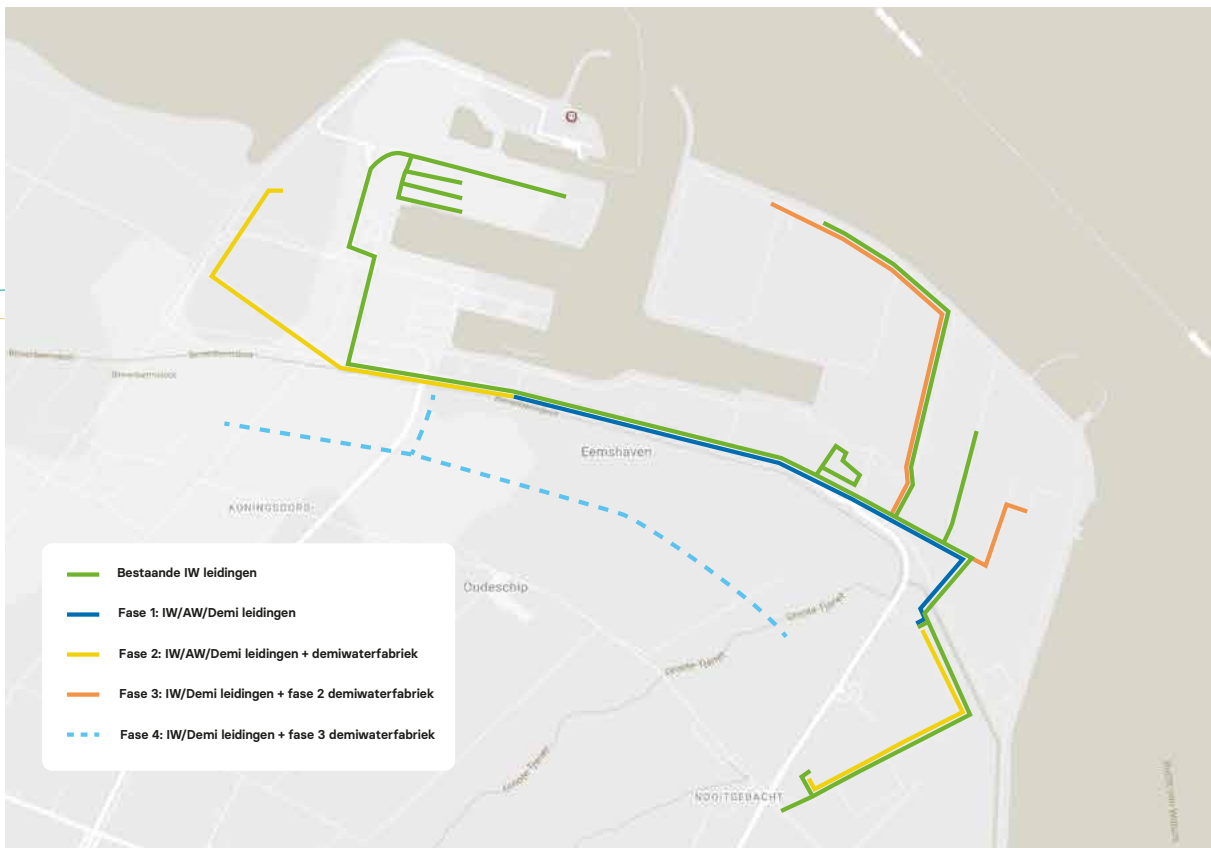 Eemshaven
Oudeschip
NOOITGEDACHT
Bestaande IW leidingen
Fase 1: IW/AW/Demi leidingen
Fase 2: IW/AW/Demi leidingen + demiwaterfabriek
Fase 3: IW/Demi leidingen + fase 2 demiwaterfabriek
Fase 4: IW/Demi leidingen + fase 3 demiwaterfabriek